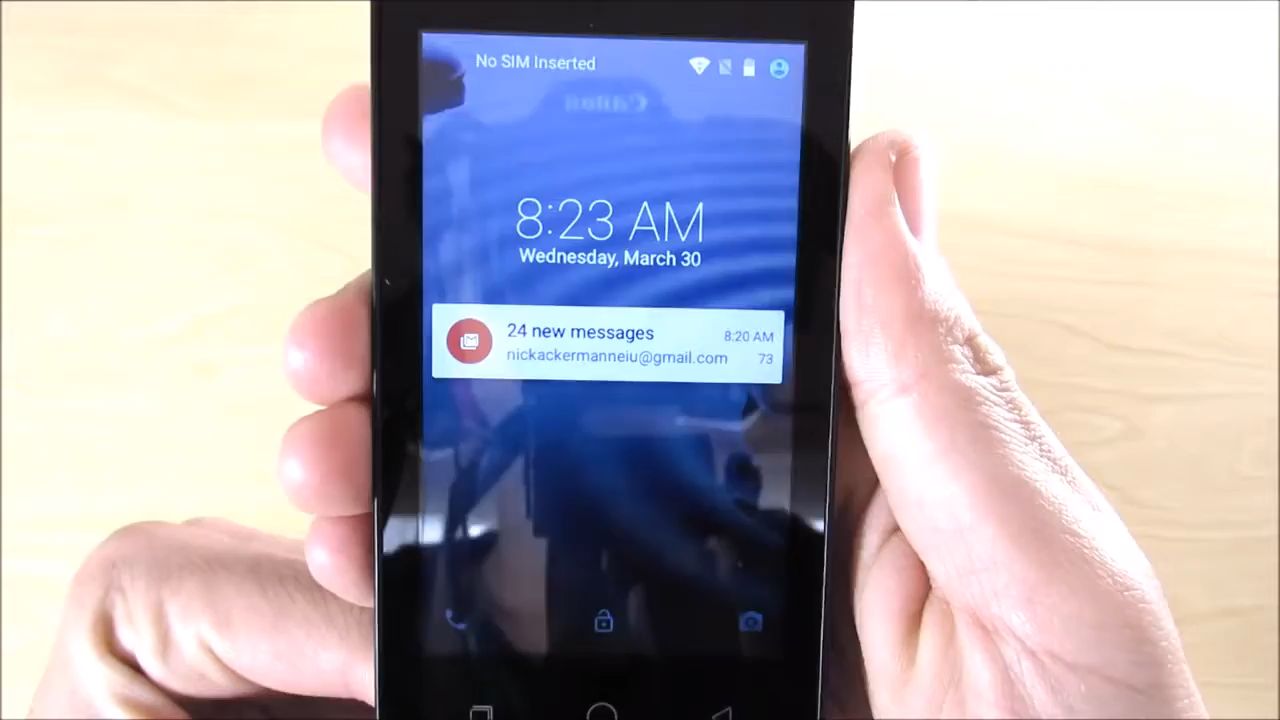 No SIM Inserted
Canon
8:23 AM
Wednesday, March 30
24 new messages 8:20 AM
nickackermanneiu@gmail.com 73